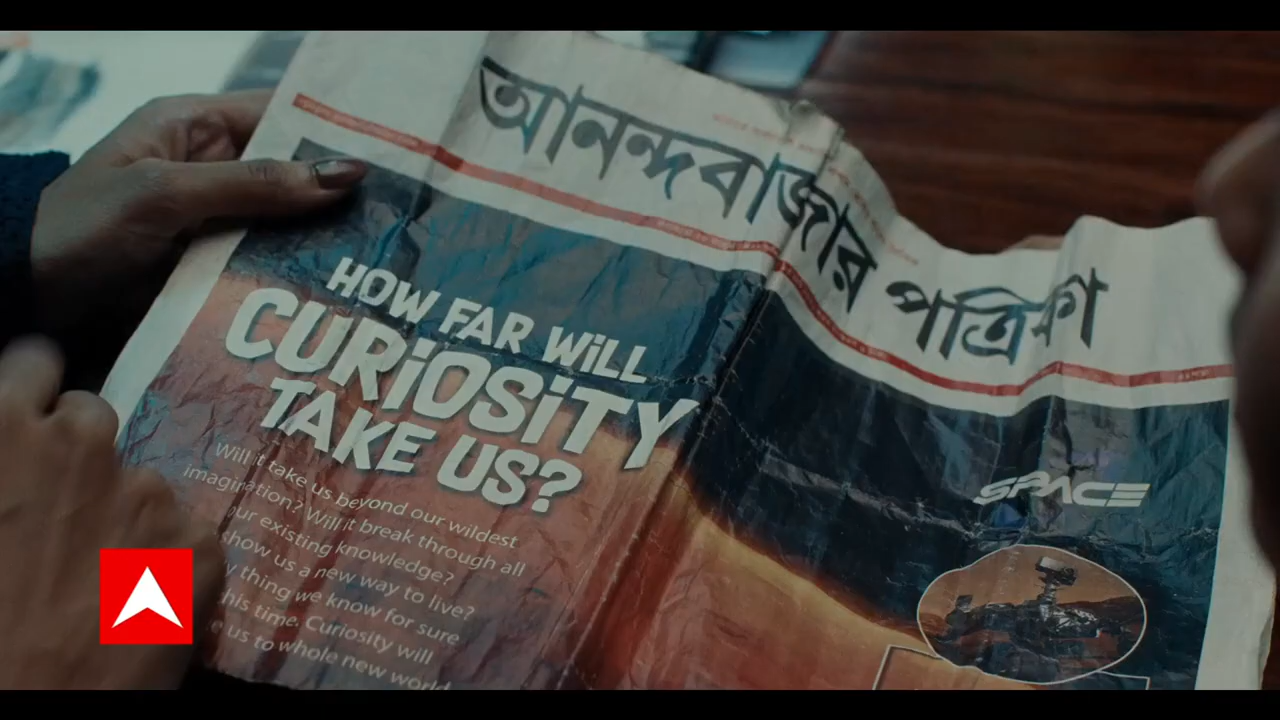 আনন্দবাজার পত্রিকা
HOW FAR WiLL
CURiOSiTY
TAKE US?
Will it take us beyond our wildest
imagination? Will it break through all
our existing knowledge?
show us a new way to live?
thing we know for sure
this time. Curiosity will
us to whole new world
SPACE